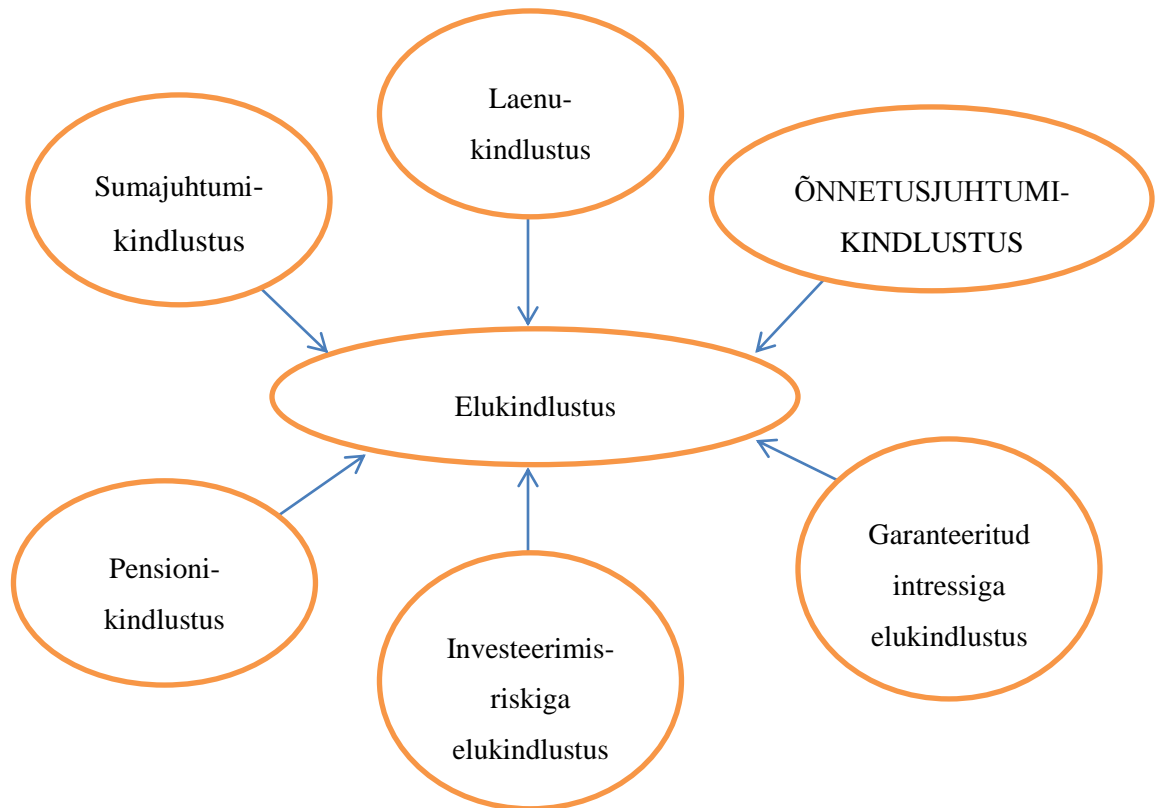 Laenu-
kindlustus
Sumajuhtumi-
kindlustus
ÕNNETUSJUHTUMI-
KINDLUSTUS
Elukindlustus
Pensioni-
kindlustus
Investeerimis-
riskiga
elukindlustus
Garanteeritud
intressiga
elukindlustus